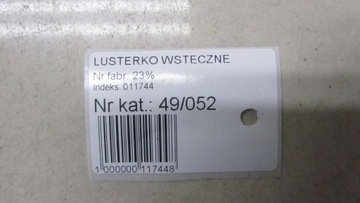 LUSTERKO WSTECZNE
Nr fabr. 23%
Indeks. 011744
Nr kat.: 49/052
1 000000 117448